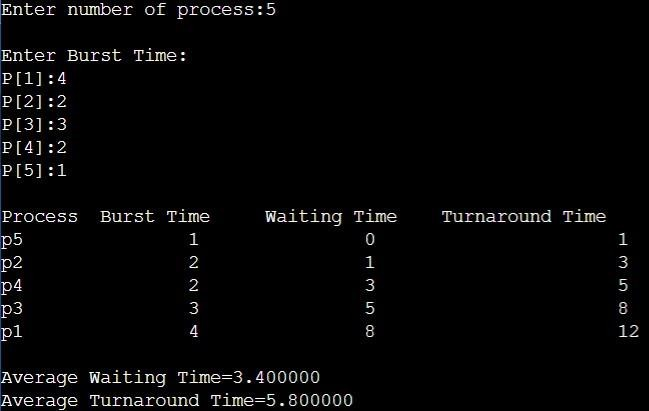 Enter number of process:5
Enter Burst Time:
P[1]:4
P[2]:2
P[3]:3
P[4]:2
P[5]:1
Process  Burst Time     Waiting Time    Turnaround Time
p5 1 0 1
p2 2 1 3
p4 2 3 5
p3 3 5 8
p1 4 8 12
Average Waiting Time=3.400000
Average Turnaround Time=5.800000